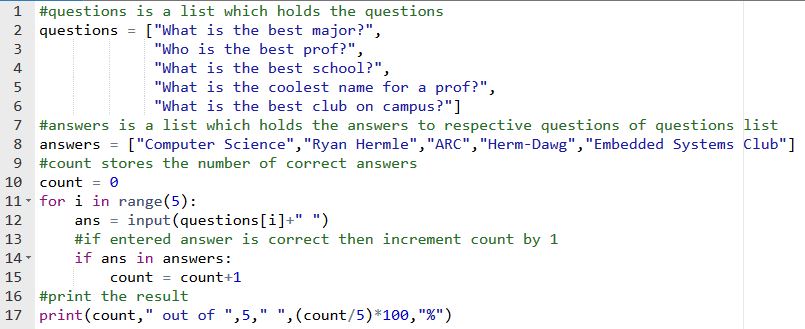 1 #questions is a list which holds the questions
2 questions = ["What is the best major?",
3 "Who is the best prof?",
4 "What is the best school?",
5 "What is the coolest name for a prof?",
6 "What is the best club on campus?"]
7 #answers is a list which holds the answers to respective questions of questions list
8 answers = ["Computer Science","Ryan Hermle","ARC","Herm-Dawg","Embedded Systems Club"]
9 #count stores the number of correct answers
10 count = 0
11 for i in range(5):
12 ans = input(questions[i]+" ")
13 #if entered answer is correct then increment count by 1
14 if ans in answers:
15 count = count+1
16 #print the result
17 print(count," out of ",5," ",(count/5)*100,"%")